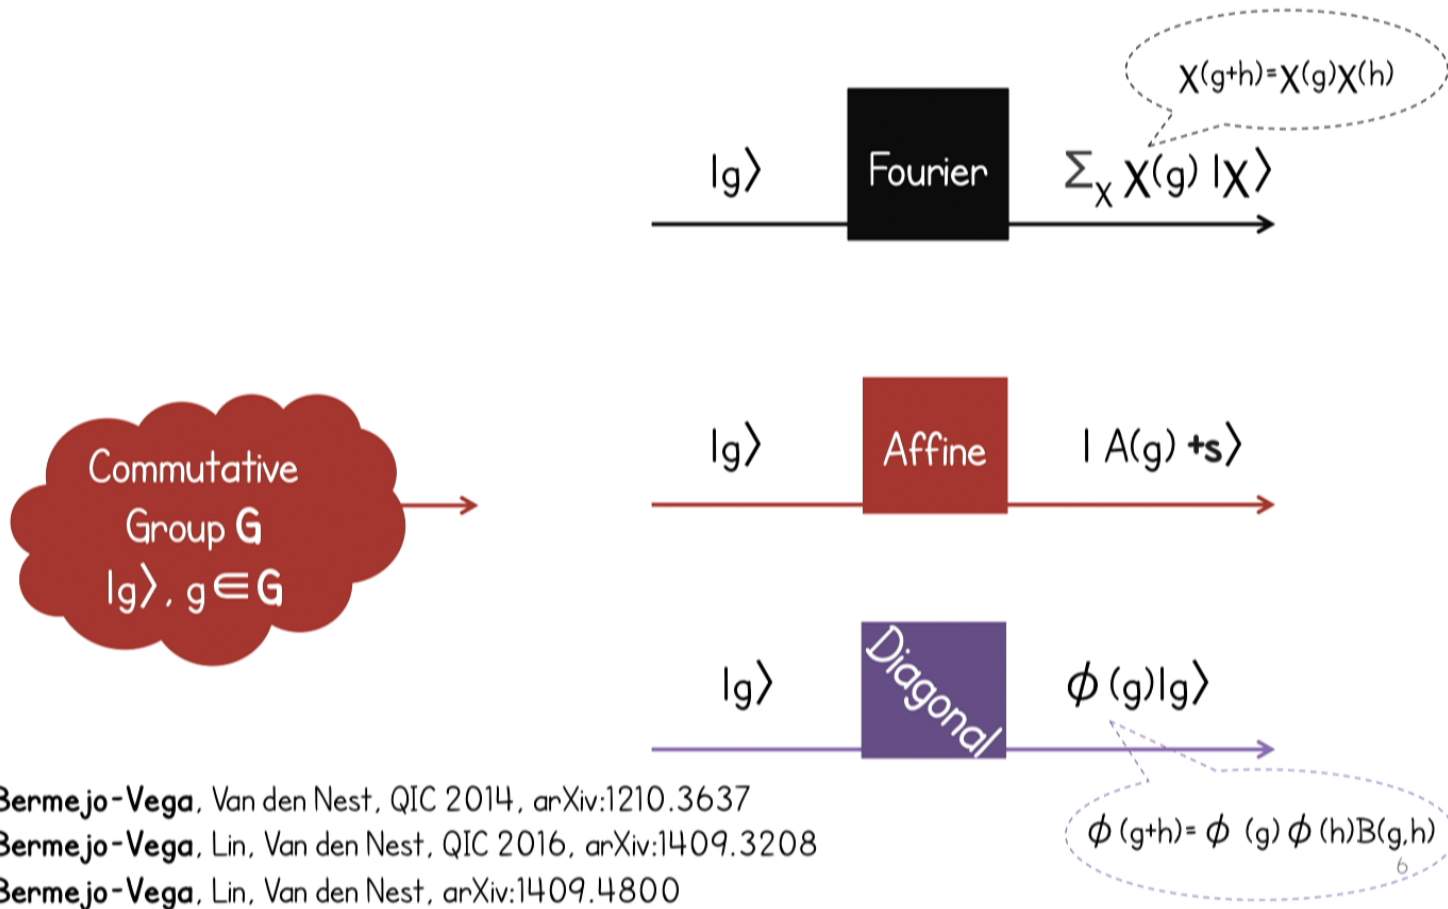 χ(g+h)=χ(g)χ(h)
|g⟩ Fourier Σχ χ(g) |χ⟩
|g⟩ Affine | A(g) +s⟩
Commutative
Group G
|g⟩, g∈G
|g⟩ Diagonal ϕ (g)|g⟩
Bermejo-Vega, Van den Nest, QIC 2014, arXiv:1210.3637
Bermejo-Vega, Lin, Van den Nest, QIC 2016, arXiv:1409.3208
Bermejo-Vega, Lin, Van den Nest, arXiv:1409.4800
ϕ (g+h)= ϕ (g) ϕ (h)B(g,h)
6